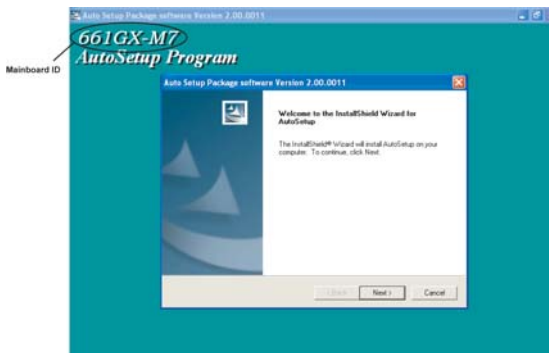 Auto Setup Package software Version 2.00.0011
661GX-M7
AutoSetup Program
Mainboard ID
Auto Setup Package software Version 2.00.0011
Welcome to the InstallShield Wizard for
AutoSetup
The InstallShield® Wizard will install AutoSetup on your
computer. To continue, click Next.
< Back
Next >
Cancel